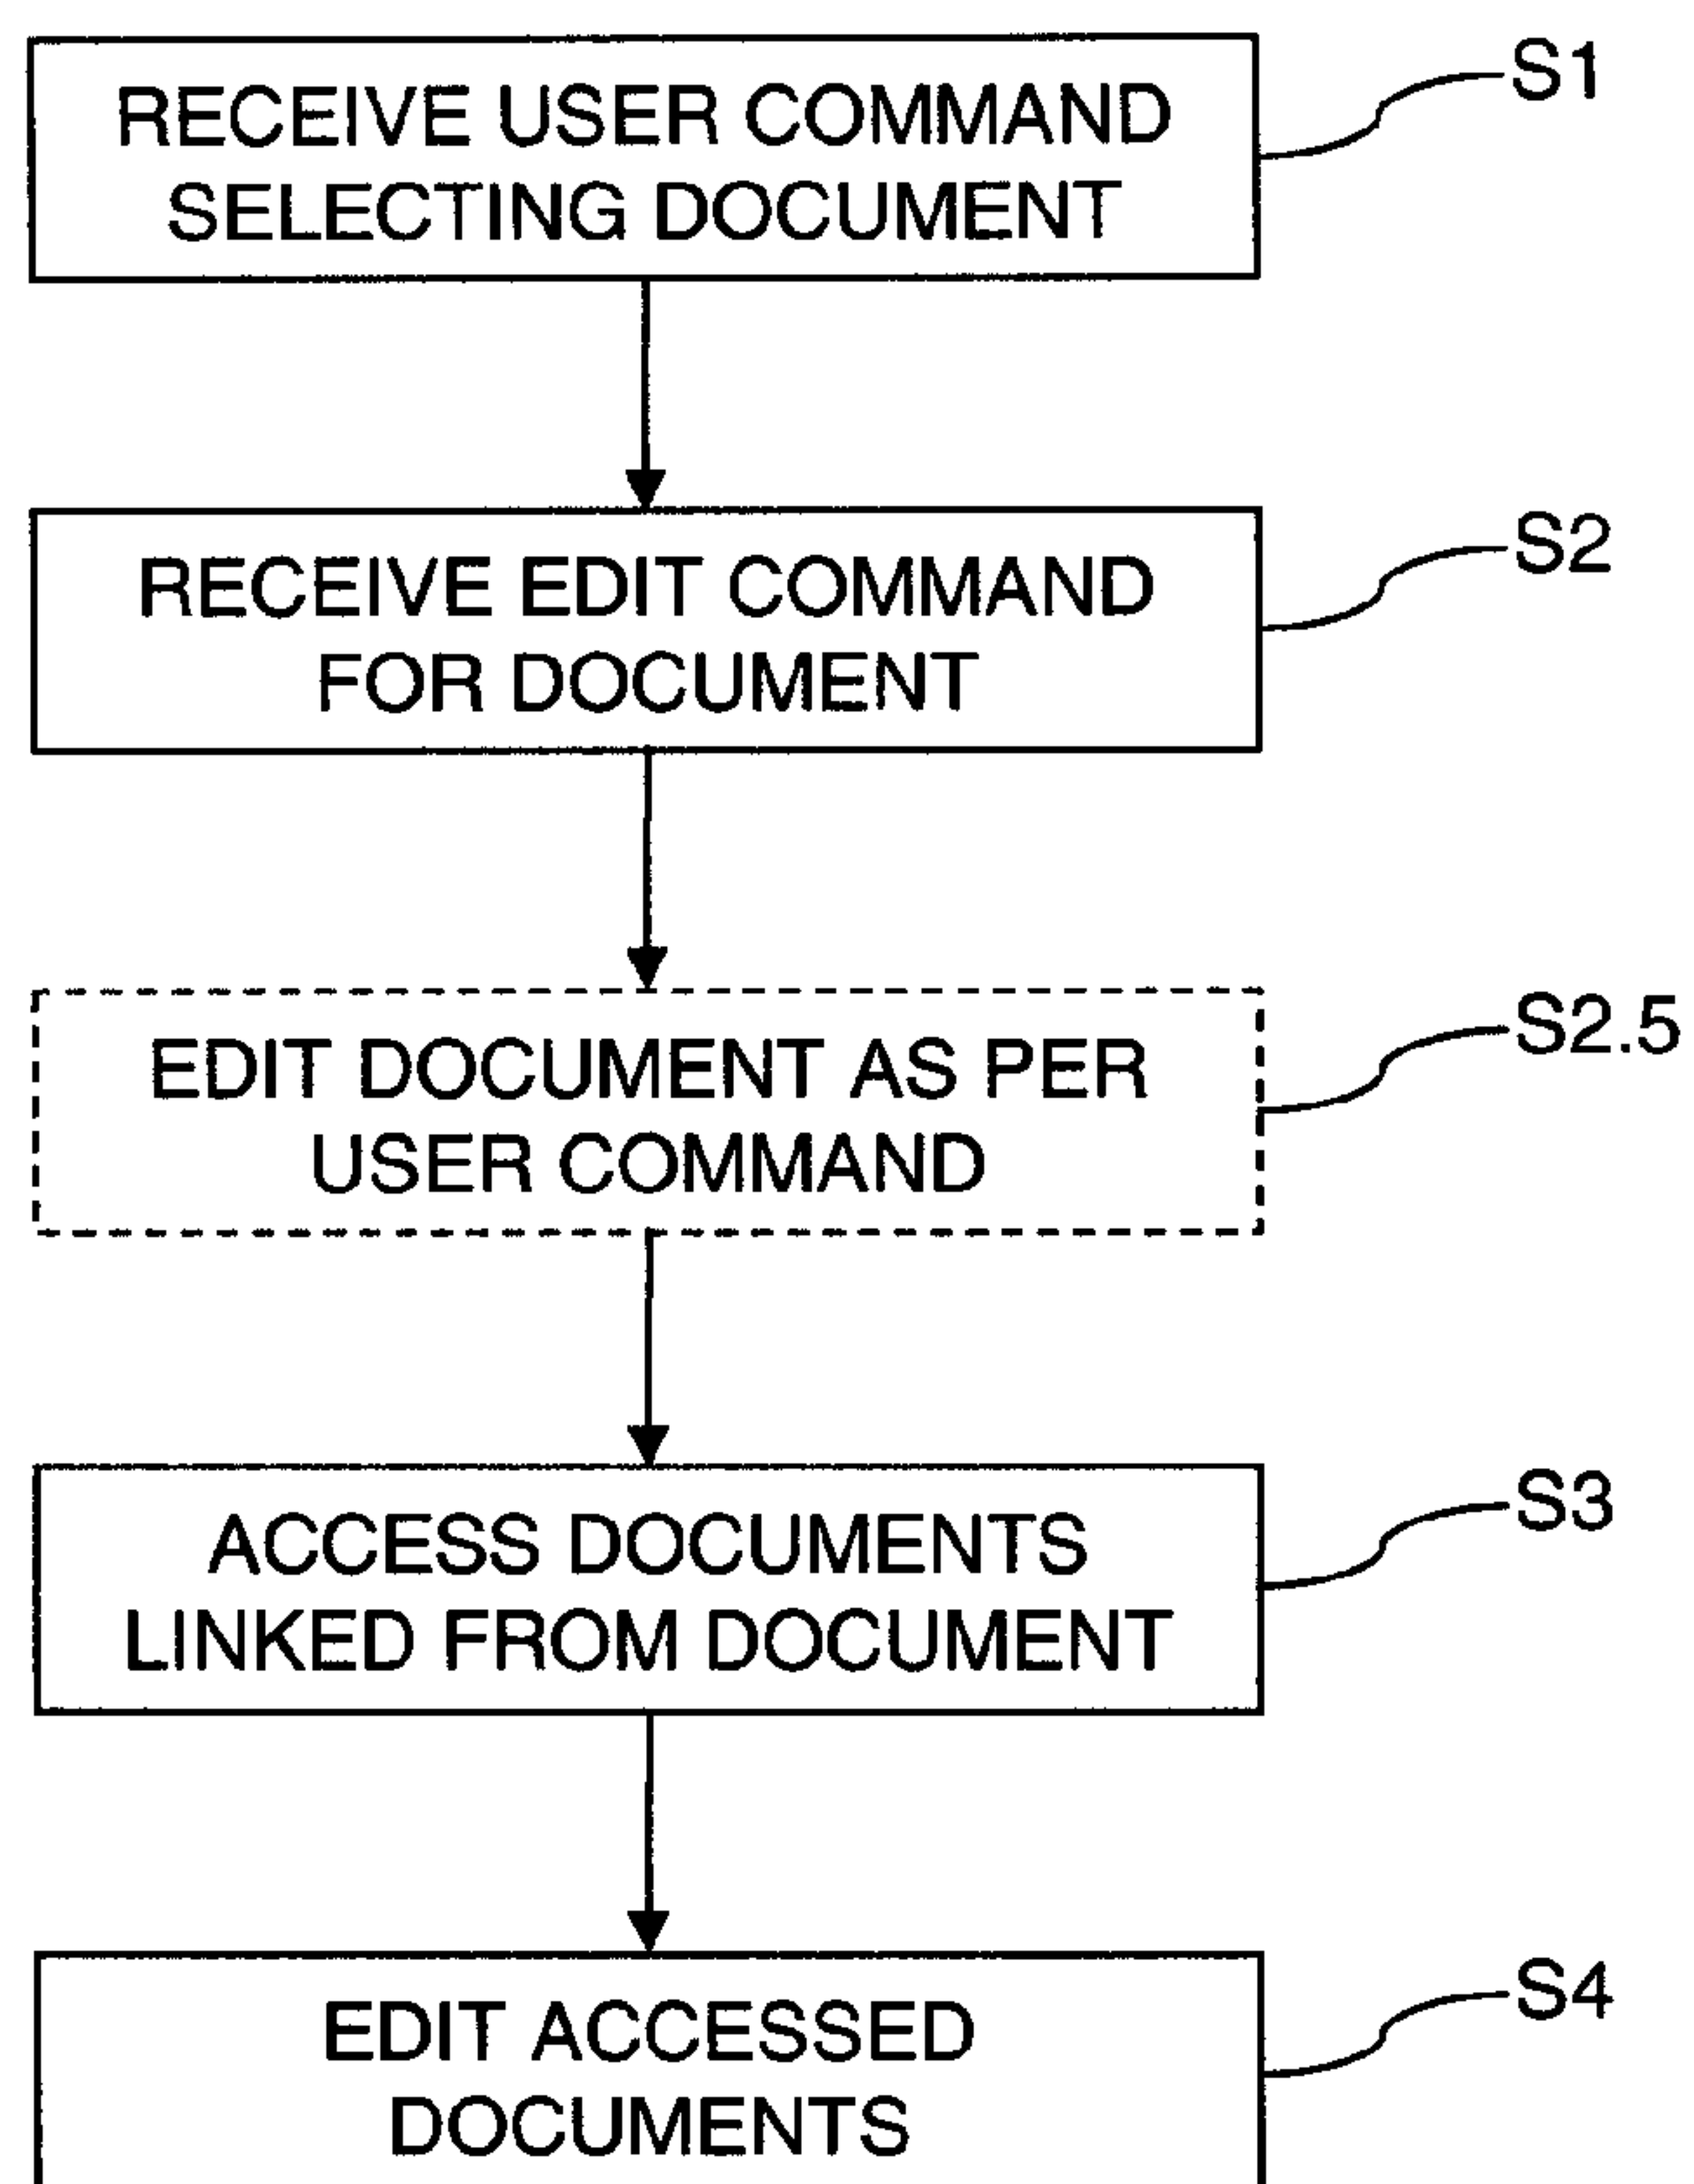 RECEIVE USER COMMAND
SELECTING DOCUMENT
S1
RECEIVE EDIT COMMAND
FOR DOCUMENT
S2
EDIT DOCUMENT AS PER
USER COMMAND
S2.5
ACCESS DOCUMENTS
LINKED FROM DOCUMENT
S3
EDIT ACCESSED
DOCUMENTS
S4